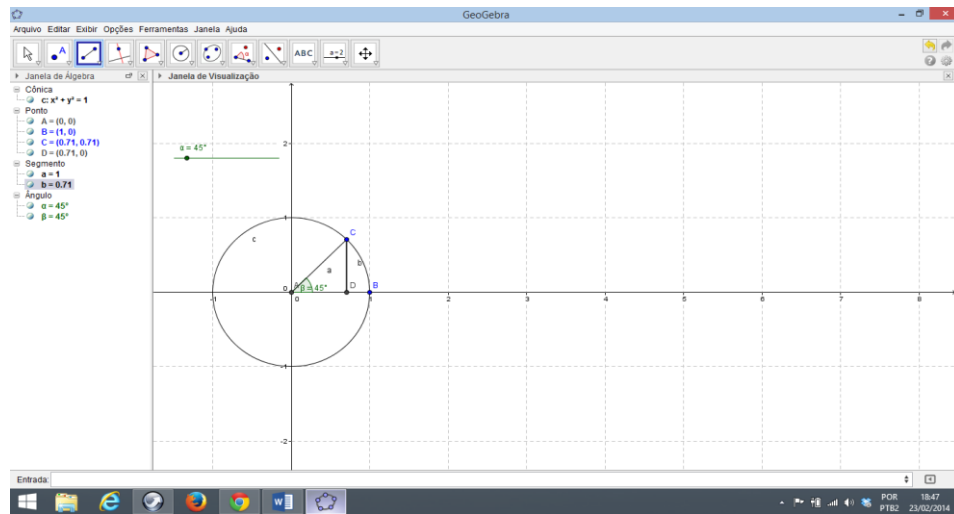 GeoGebra
Arquivo Editar Exibir Opções Ferramentas Janela Ajuda
A
ABC
a=2
Janela de Álgebra
Janela de Visualização
Cônica
c: x² + y² = 1
Ponto
A = (0, 0)
B = (1, 0)
C = (0.71, 0.71)
D = (0.71, 0)
Segmento
a = 1
b = 0.71
Ângulo
α = 45°
β = 45°
α = 45°
2
1
c
C
b
a
0
A
β = 45°
D
B
-1
0
1
2
3
4
5
6
7
8
-1
-2
Entrada:
POR
PTB2
18:47
23/02/2014